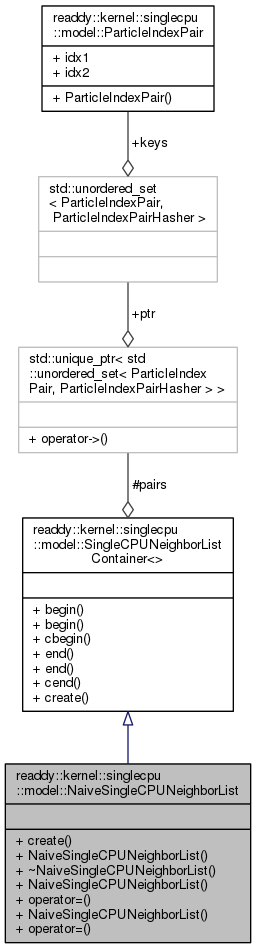 readdy::kernel::singlecpu
::model::ParticleIndexPair
+ idx1
+ idx2
+ ParticleIndexPair()
+keys
std::unordered_set
< ParticleIndexPair,
ParticleIndexPairHasher >
+ptr
std::unique_ptr< std
::unordered_set< ParticleIndex
Pair, ParticleIndexPairHasher > >
+ operator->()
#pairs
readdy::kernel::singlecpu
::model::SingleCPUNeighborList
Container<>
+ begin()
+ begin()
+ cbegin()
+ end()
+ end()
+ cend()
+ create()
readdy::kernel::singlecpu
::model::NaiveSingleCPUNeighborList
+ create()
+ NaiveSingleCPUNeighborList()
+ ~NaiveSingleCPUNeighborList()
+ NaiveSingleCPUNeighborList()
+ operator=()
+ NaiveSingleCPUNeighborList()
+ operator=()